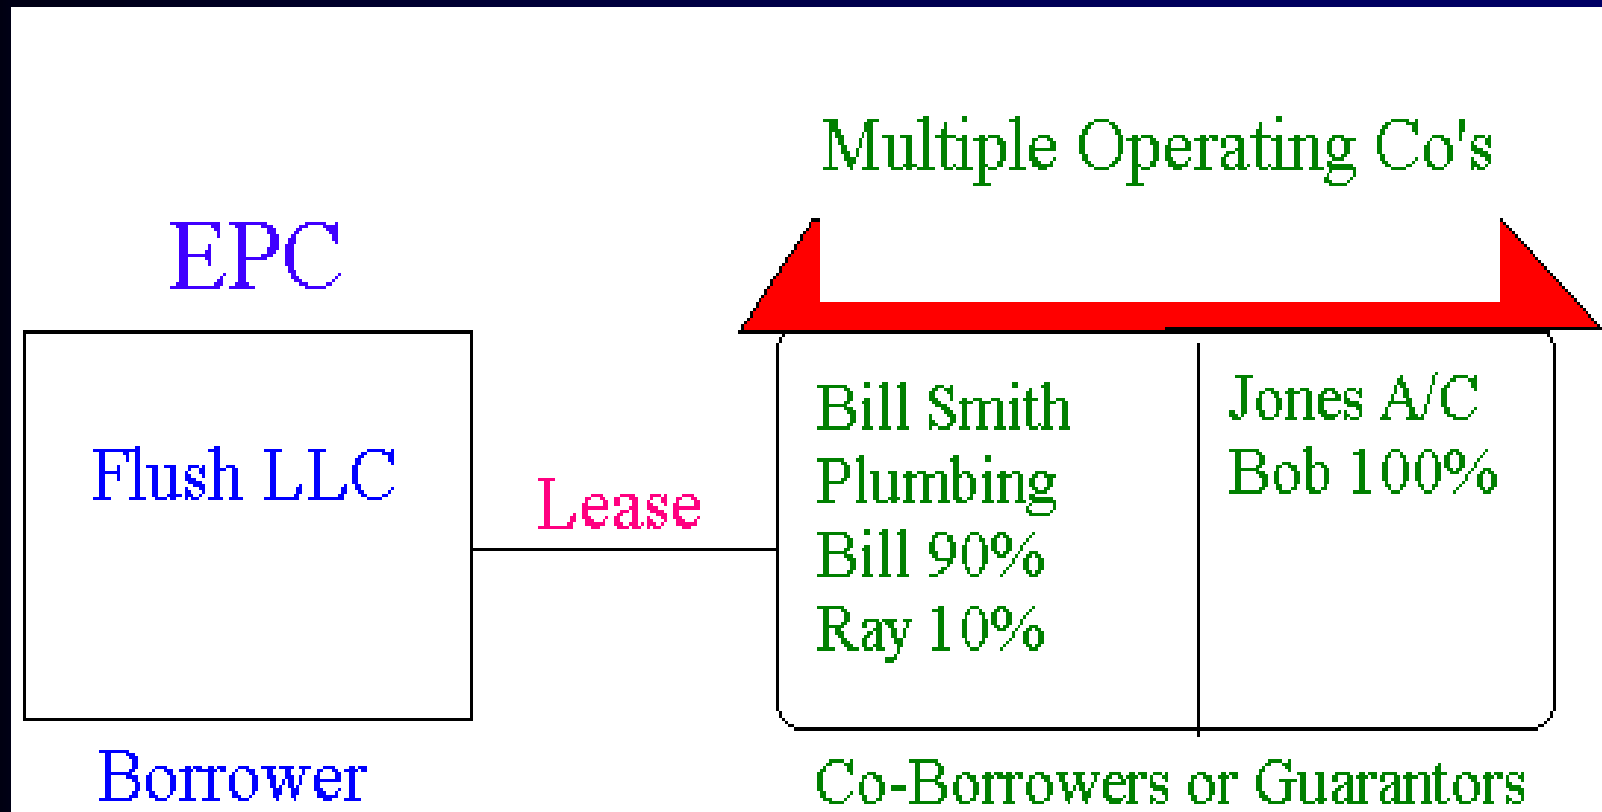 EPC
Flush LLC
Borrower
Lease
Multiple Operating Co's
Bill Smith
Plumbing
Bill 90%
Ray 10%
Jones A/C
Bob 100%
Co-Borrowers or Guarantors